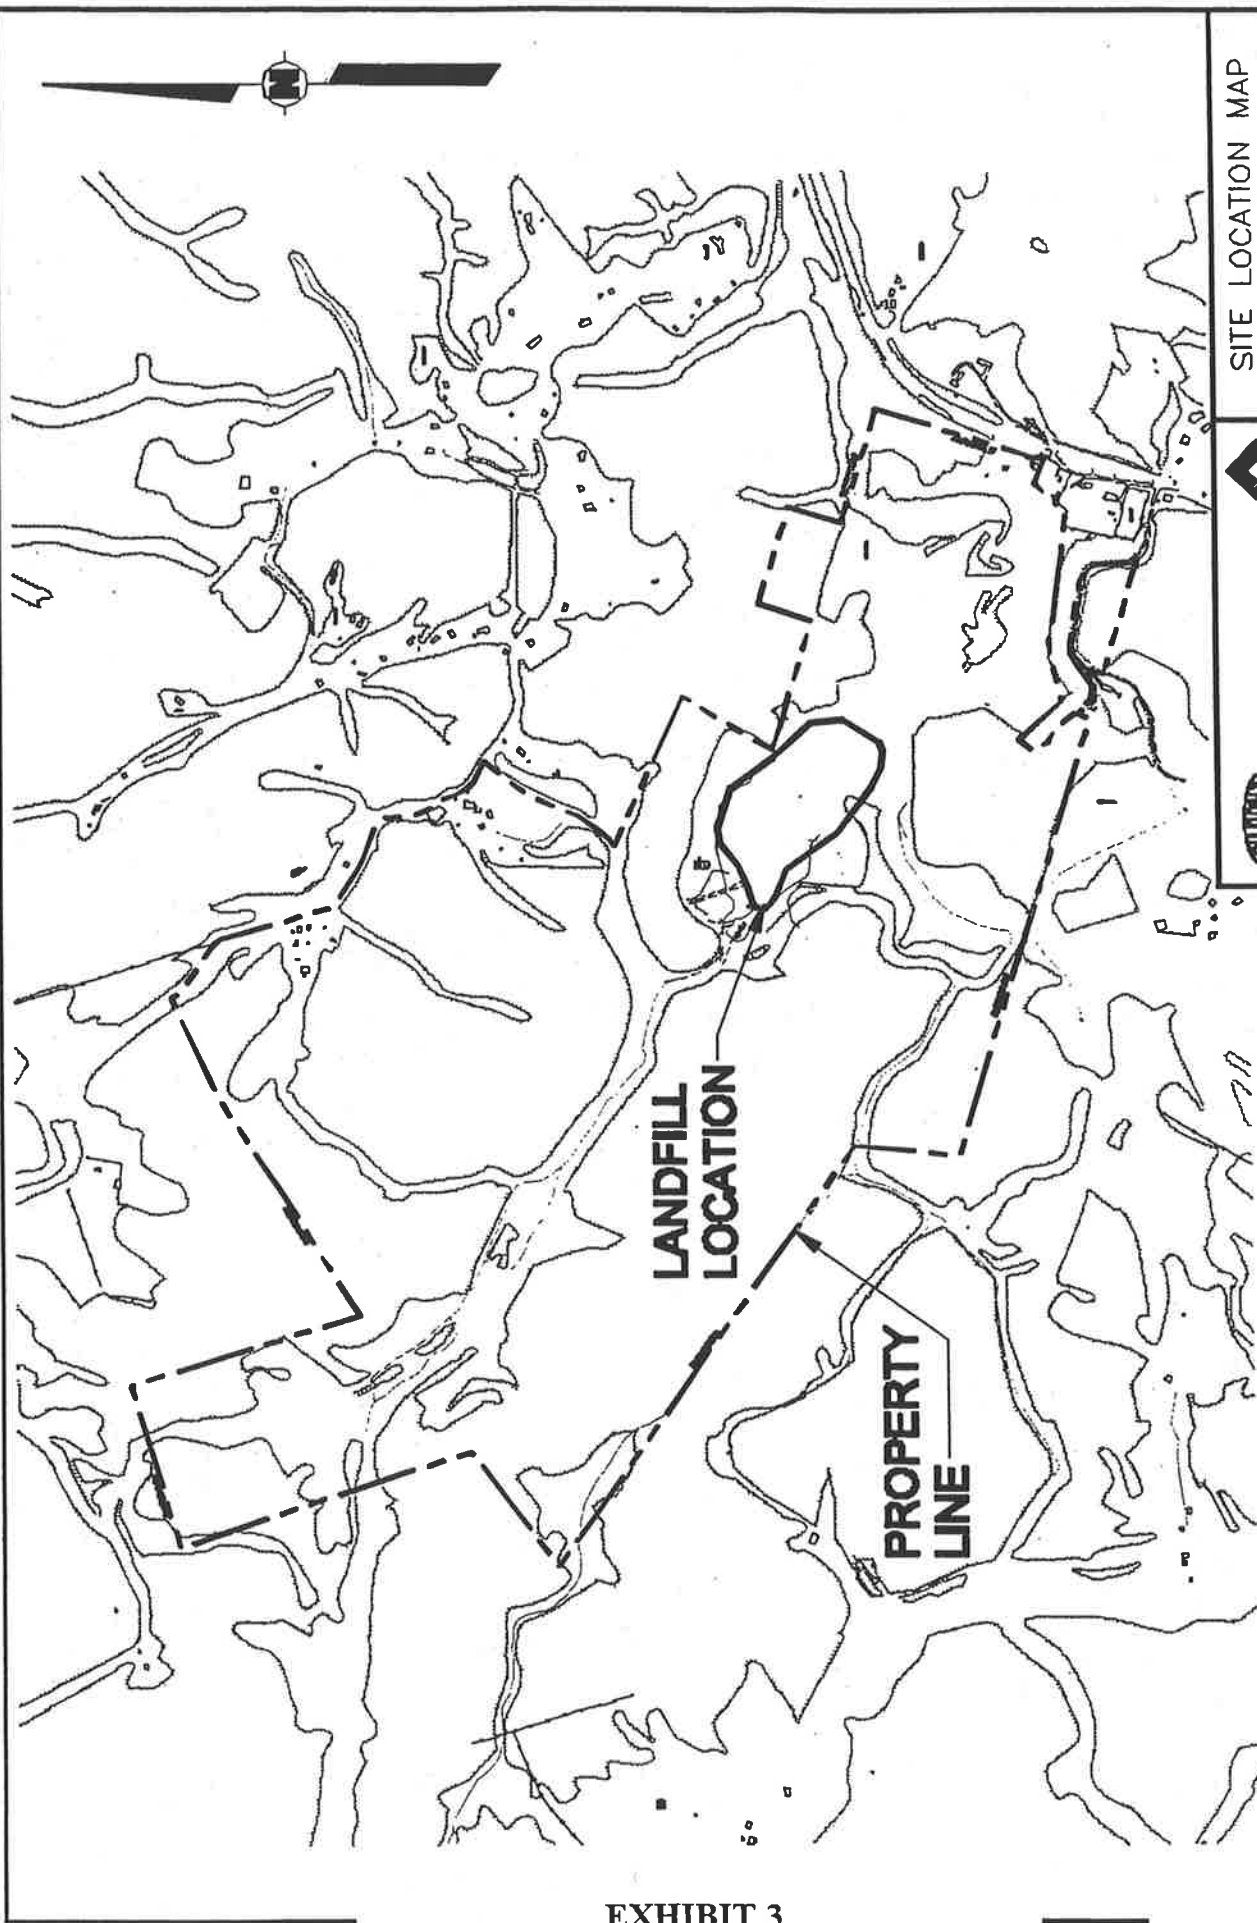 N
SITE LOCATION MAP
LANDFILL
LOCATION
PROPERTY
LINE
EXHIBIT 3